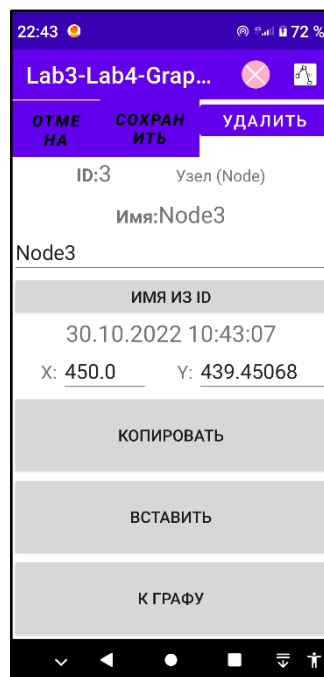 22:43 72 %
Lab3-Lab4-Grap...
ОТМЕ
НА
СОХРАН
ИТЬ
УДАЛИТЬ
ID:3 Узел (Node)
Имя:Node3
Node3
ИМЯ ИЗ ID
30.10.2022 10:43:07
X: 450.0 Y: 439.45068
КОПИРОВАТЬ
ВСТАВИТЬ
К ГРАФУ